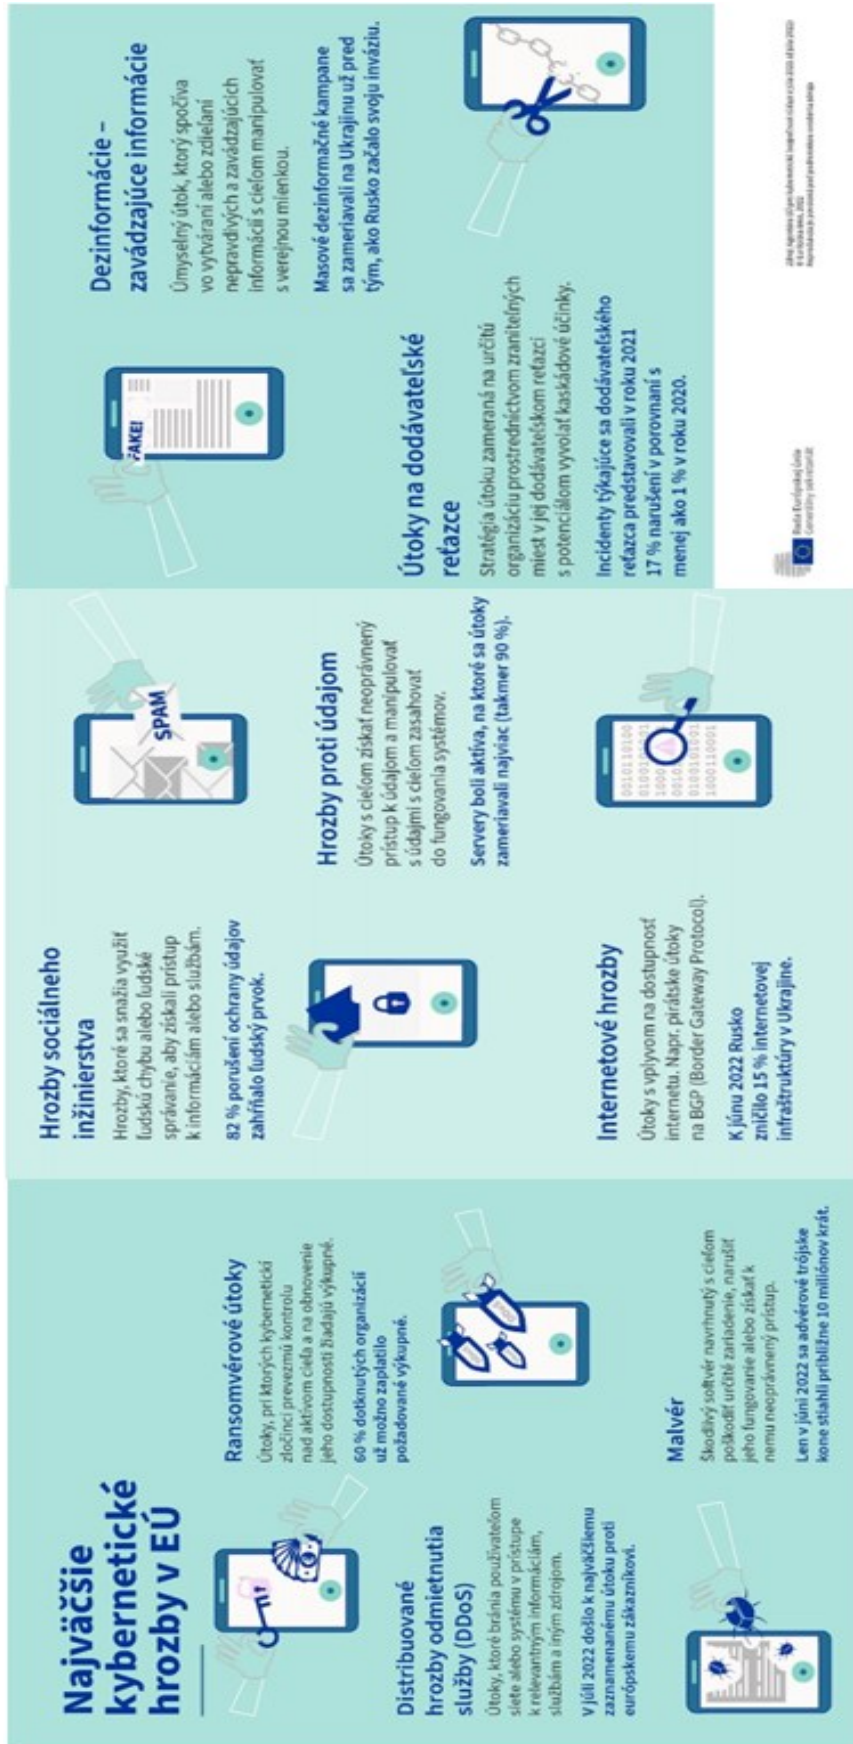 Najväčšie
kybernetické
hrozby v EÚ
Ransomvérové útoky
Útoky, pri ktorých kybernetickí
zločinci prevezmú kontrolu
nad aktívom cieľa a na obnovenie
jeho dostupnosti žiadajú výkupné.
60 % dotknutých organizácií
už možno zaplatilo
požadované výkupné.
Distribuované
hrozby odmietnutia
služby (DDoS)
Útoky, ktoré bránia používateľom
siete alebo systému v prístupe
k relevantným informáciám,
službám a iným zdrojom.
V júli 2022 došlo k najväčšiemu
zaznamenanému útoku proti
európskemu zákazníkovi.
Malvér
Škodlivý softvér navrhnutý s cieľom
poškodiť určité zariadenie, narušiť
jeho fungovanie alebo získať k
nemu neoprávnený prístup.
Len v júni 2022 sa advérové trójske
kone stiahli približne 10 miliónov krát.
Hrozby sociálneho
inžinierstva
Hrozby, ktoré sa snažia využiť
ľudskú chybu alebo ľudské
správanie, aby získali prístup
k informáciám alebo službám.
82 % porušení ochrany údajov
zahŕňalo ľudský prvok.
SPAM
Hrozby proti údajom
Útoky s cieľom získať neoprávnený
prístup k údajom a manipulovať
s údajmi s cieľom zasahovať
do fungovania systémov.
Servery boli aktíva, na ktoré sa útoky
zameriavali najviac (takmer 90 %).
Internetové hrozby
Útoky s vplyvom na dostupnosť
internetu. Napr. pirátske útoky
na BGP (Border Gateway Protocol).
K júnu 2022 Rusko
zničilo 15 % internetovej
infraštruktúry v Ukrajine.
0010110100
1000110001
FAKE!
Dezinformácie –
zavádzajúce informácie
Úmyselný útok, ktorý spočíva
vo vytváraní alebo zdieľaní
nepravdivých a zavádzajúcich
informácií s cieľom manipulovať
s verejnou mienkou.
Masové dezinformačné kampane
sa zameriavali na Ukrajinu už pred
tým, ako Rusko začalo svoju inváziu.
Útoky na dodávateľské
reťazce
Stratégia útoku zameraná na určitú
organizáciu prostredníctvom zraniteľných
miest v jej dodávateľskom reťazci
s potenciálom vyvolať kaskádové účinky.
Incidenty týkajúce sa dodávateľského
reťazca predstavovali v roku 2021
17 % narušení v porovnaní s
menej ako 1 % v roku 2020.
Rada Európskej únie
Generálny sekretariát